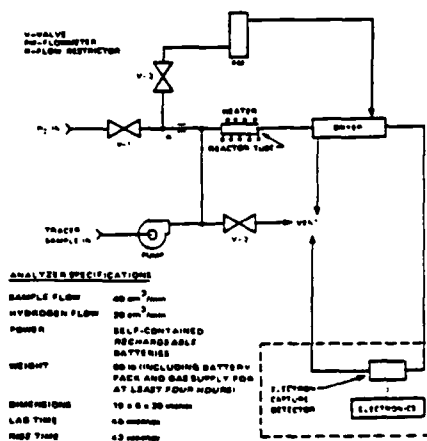 V-VALVE
FM-FLOWMETER
R-FLOW RESTRICTOR
FM
V-3
HEATER
H2 IN
V-1
R
REACTOR TUBE
DRYER
TRACER
SAMPLE IN
PUMP
V-2
VENT
ANALYZER SPECIFICATIONS
SAMPLE FLOW
HYDROGEN FLOW
POWER SELF-CONTAINED
RECHARGEABLE
BATTERIES
WEIGHT (INCLUDING BATTERY
PACK AND GAS SUPPLY FOR
AT LEAST FOUR HOURS)
DIMENSIONS
LAG TIME
RISE TIME
ELECTRON
CAPTURE
DETECTOR
ELECTRONICS